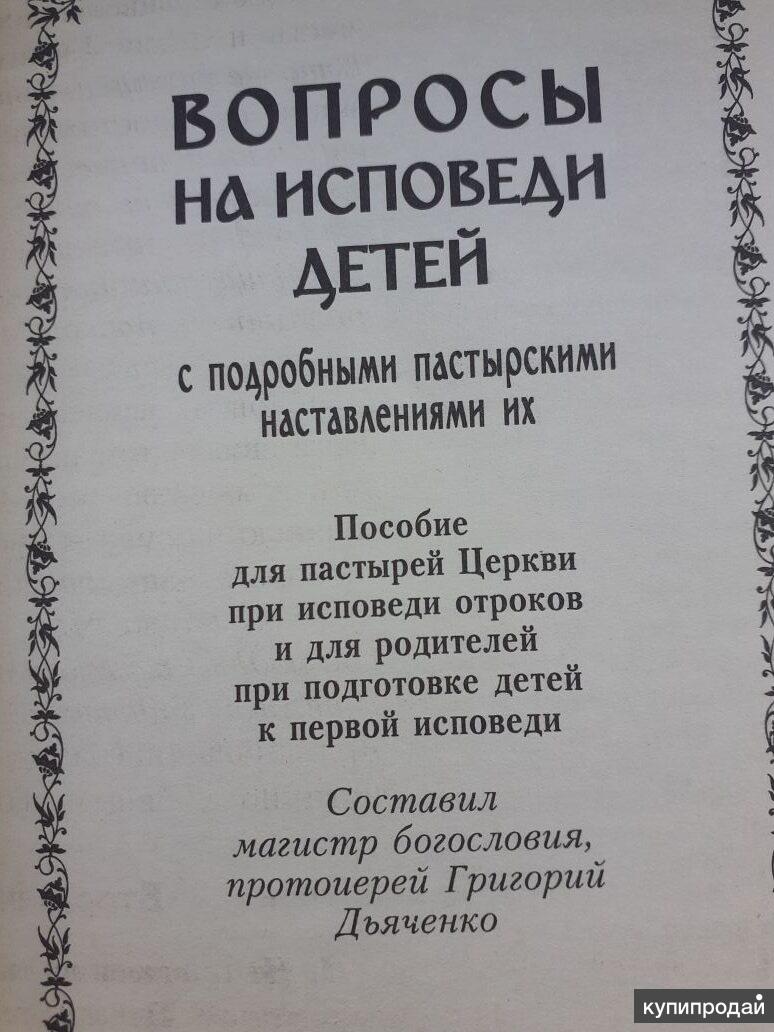 ВОПРОСЫ
НА ИСПОВЕДИ
ДЕТЕЙ
с подробными пастырскими
наставлениями их
Пособие
для пастырей Церкви
при исповеди отроков
и для родителей
при подготовке детей
к первой исповеди
Составил
магистр богословия,
протоиерей Григорий
Дьяченко
купипродай